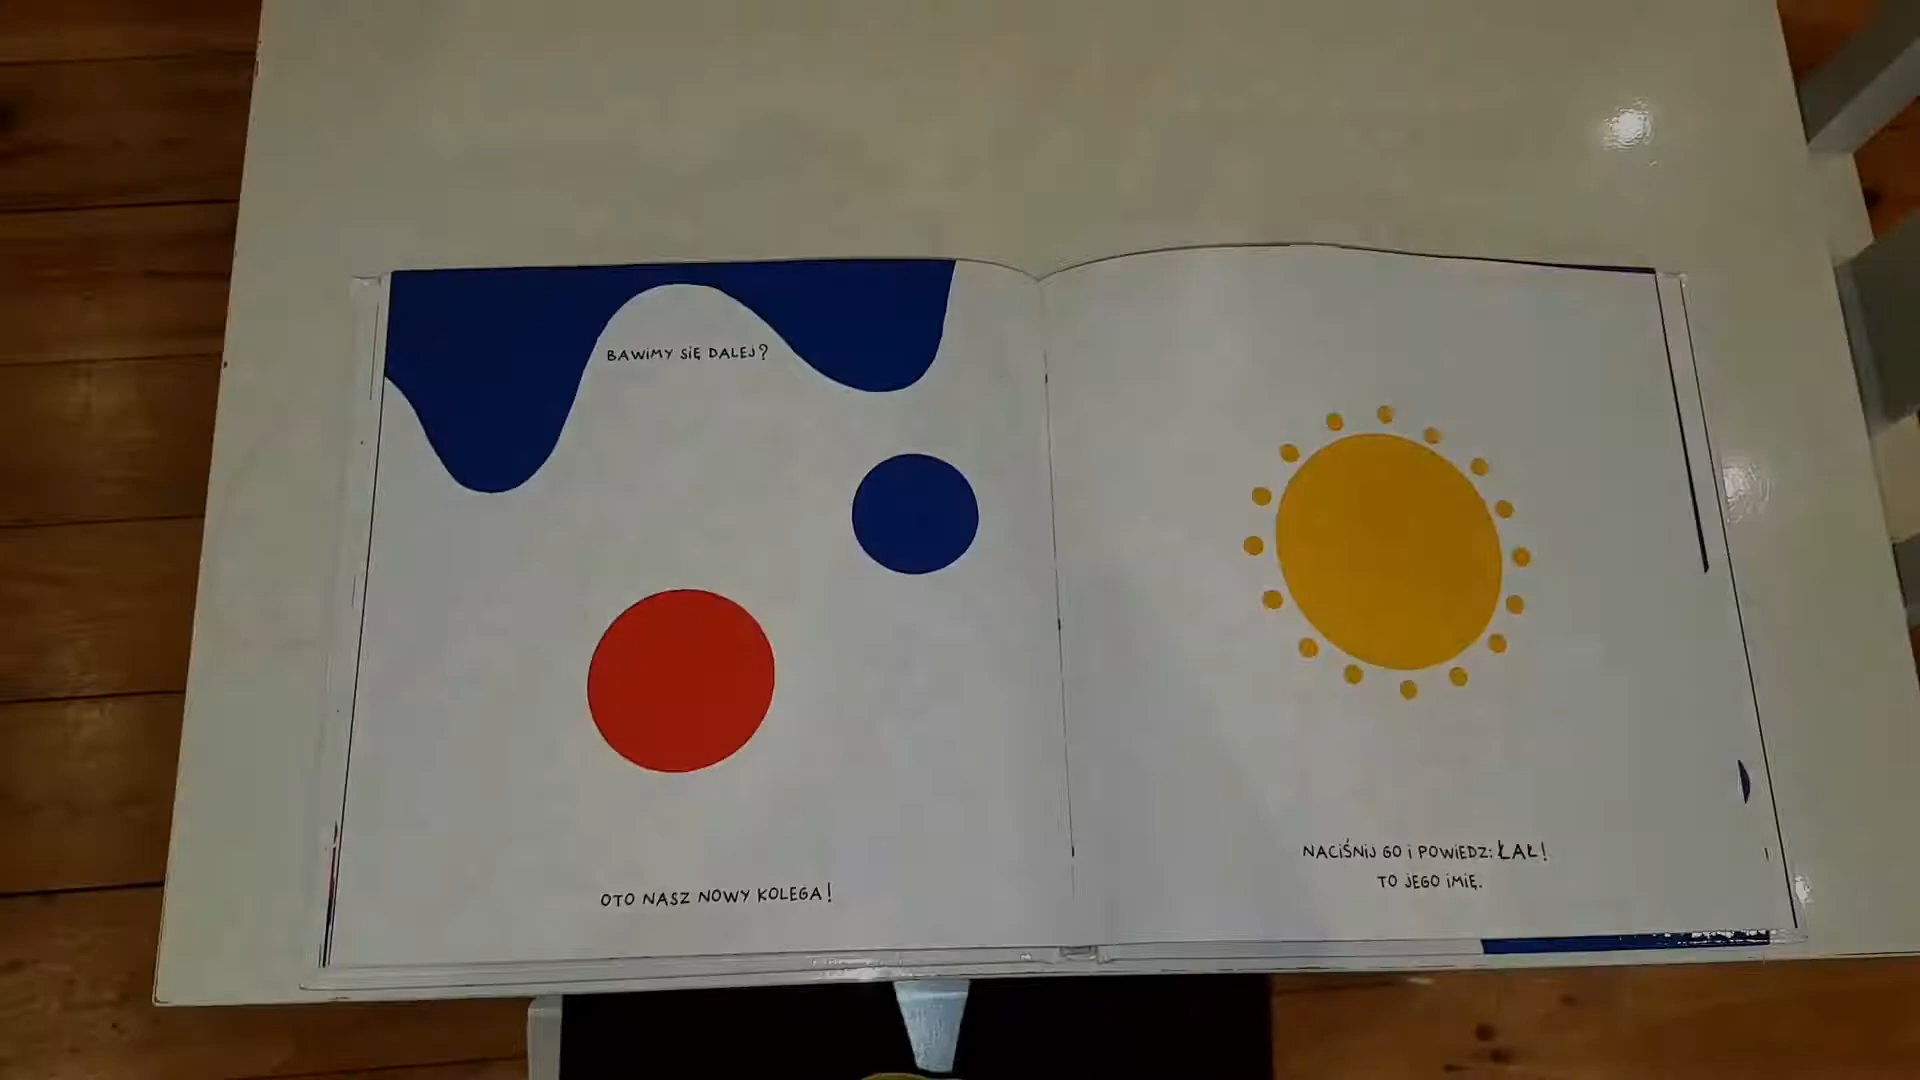 BAWiMY SiĘ DALEJ?
OTO NASZ NOWY KOLEGA!
NACiŚNiJ GO i POWiEDZ: ŁAŁ!
TO JEGO iMiĘ.